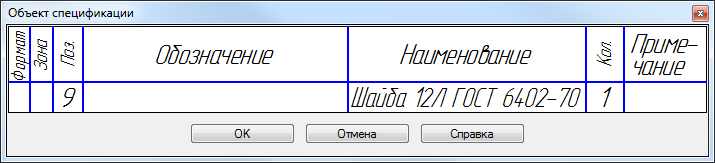 Объект спецификации
Формат Зона Поз. Обозначение Наименование Кол. Приме-
чание
9 Шайба 12Л ГОСТ 6402-70 1
OK Отмена Справка